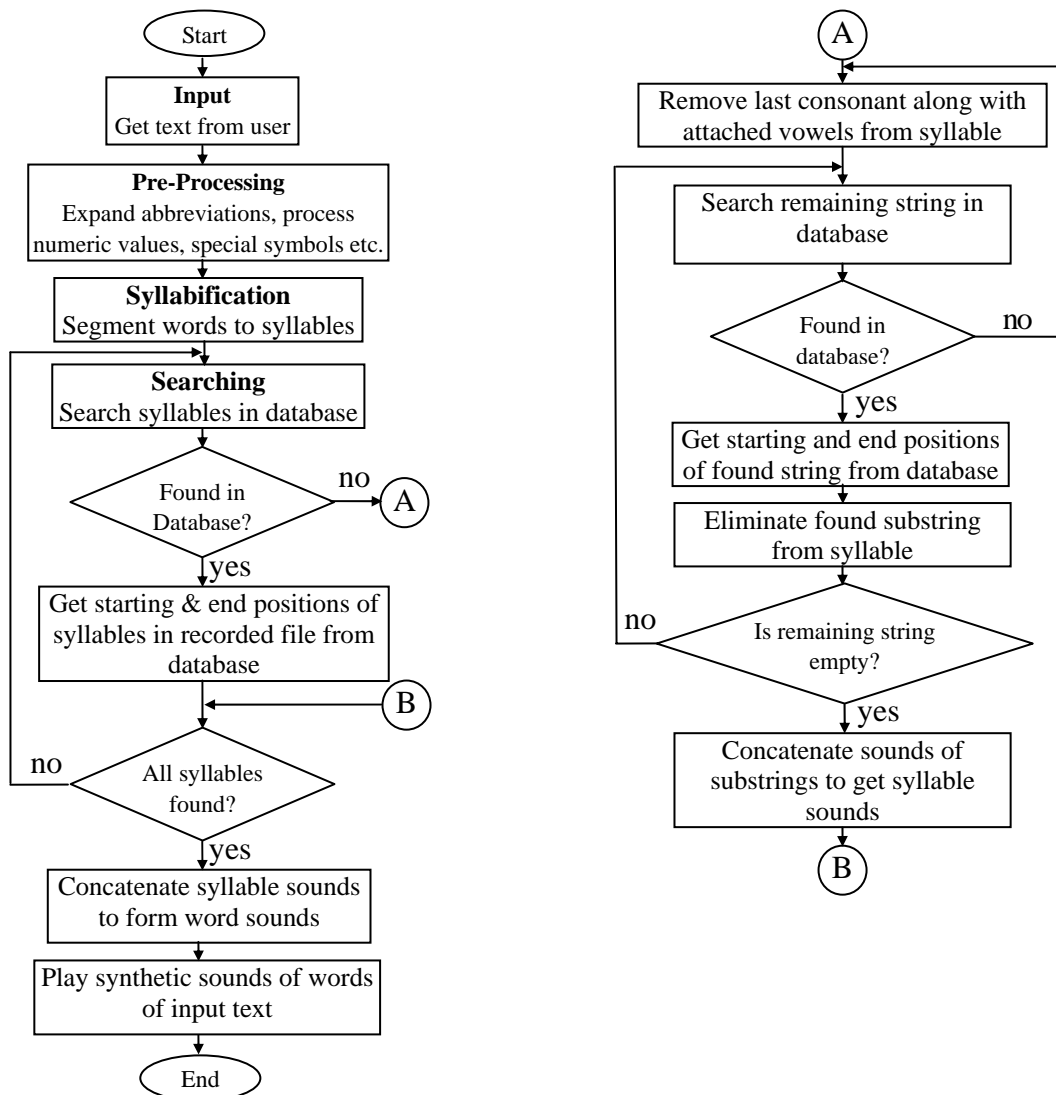 Start
Input
Get text from user
Pre-Processing
Expand abbreviations, process
numeric values, special symbols etc.
Syllabification
Segment words to syllables
Searching
Search syllables in database
Found in
Database?
no
A
yes
Get starting & end positions of
syllables in recorded file from
database
B
All syllables
found?
no
yes
Concatenate syllable sounds
to form word sounds
Play synthetic sounds of words
of input text
End
A
Remove last consonant along with
attached vowels from syllable
Search remaining string in
database
Found in
database?
no
yes
Get starting and end positions
of found string from database
Eliminate found substring
from syllable
Is remaining string
empty?
no
yes
Concatenate sounds of
substrings to get syllable
sounds
B